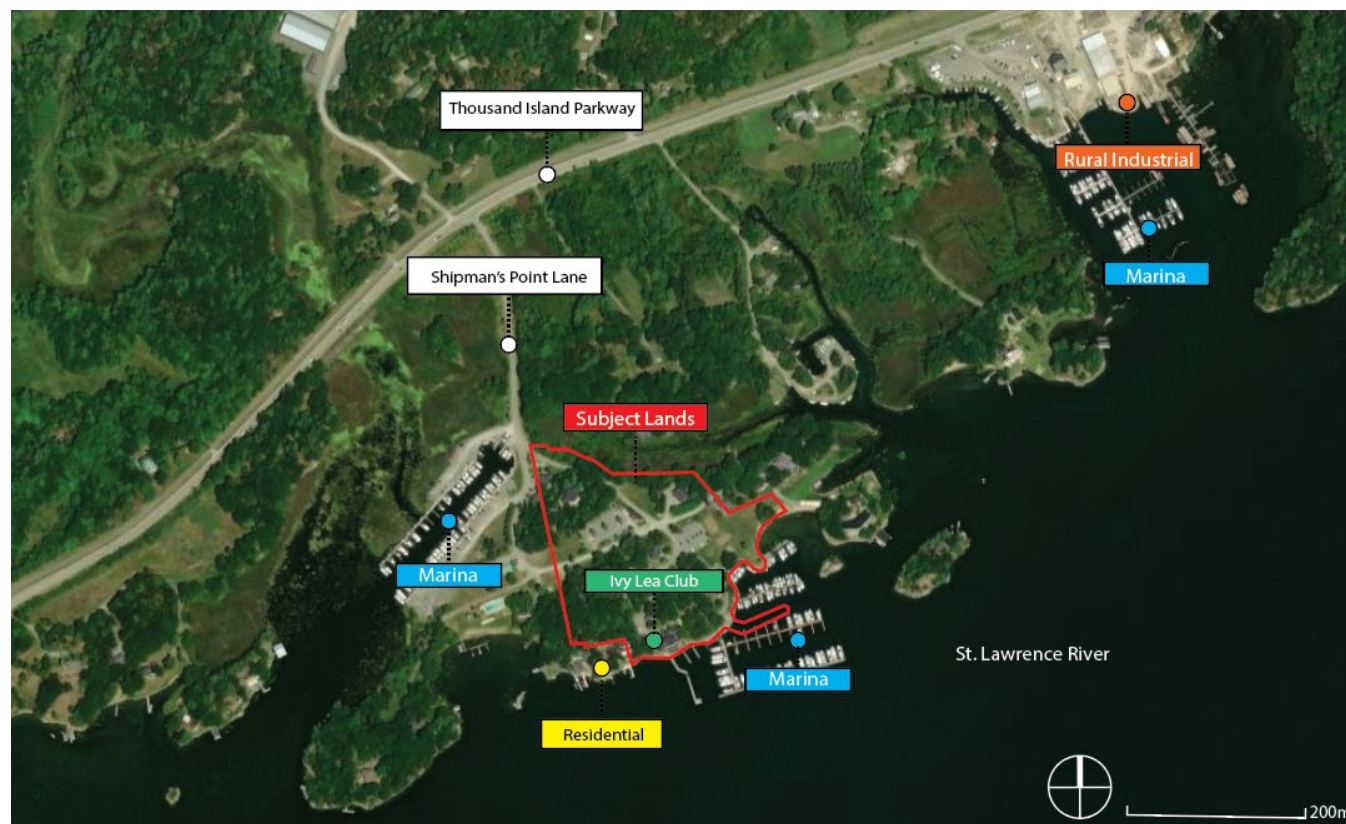 Thousand Island Parkway
Rural Industrial
Shipman's Point Lane
Marina
Subject Lands
Marina
Ivy Lea Club
St. Lawrence River
Marina
Residential
200m